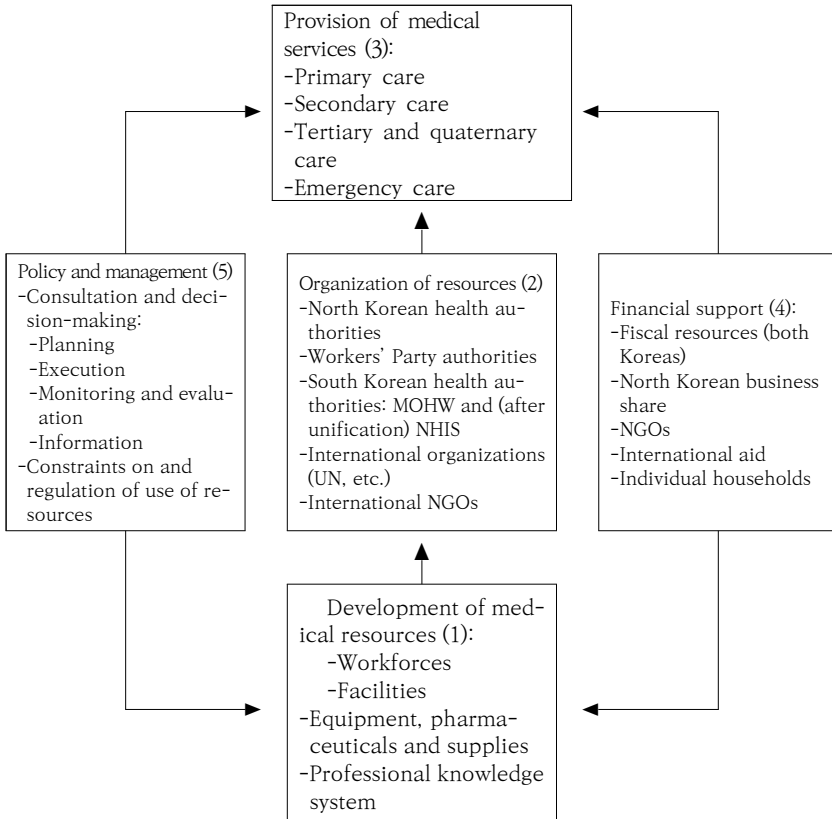 Provision of medical
services (3):
-Primary care
-Secondary care
-Tertiary and quaternary
care
-Emergency care
Policy and management (5)
-Consultation and deci-
sion-making:
-Planning
-Execution
-Monitoring and evalu-
ation
-Information
-Constraints on and
regulation of use of re-
sources
Organization of resources (2)
-North Korean health au-
thorities
-Workers' Party authorities
-South Korean health au-
thorities: MOHW and (after
unification) NHIS
-International organizations
(UN, etc.)
-International NGOs
Financial support (4):
-Fiscal resources (both
Koreas)
-North Korean business
share
-NGOs
-International aid
-Individual households
Development of med-
ical resources (1):
-Workforces
-Facilities
-Equipment, pharma-
ceuticals and supplies
-Professional knowledge
system